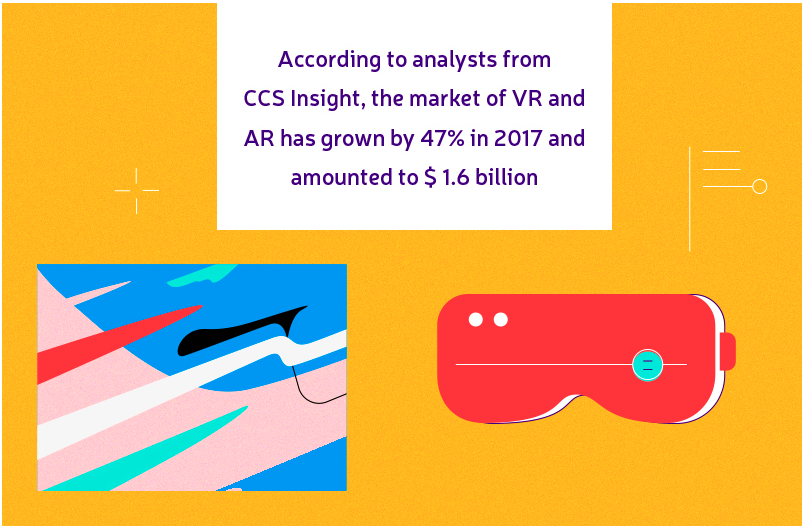 According to analysts from
CCS Insight, the market of VR and
AR has grown by 47% in 2017 and
amounted to $ 1.6 billion